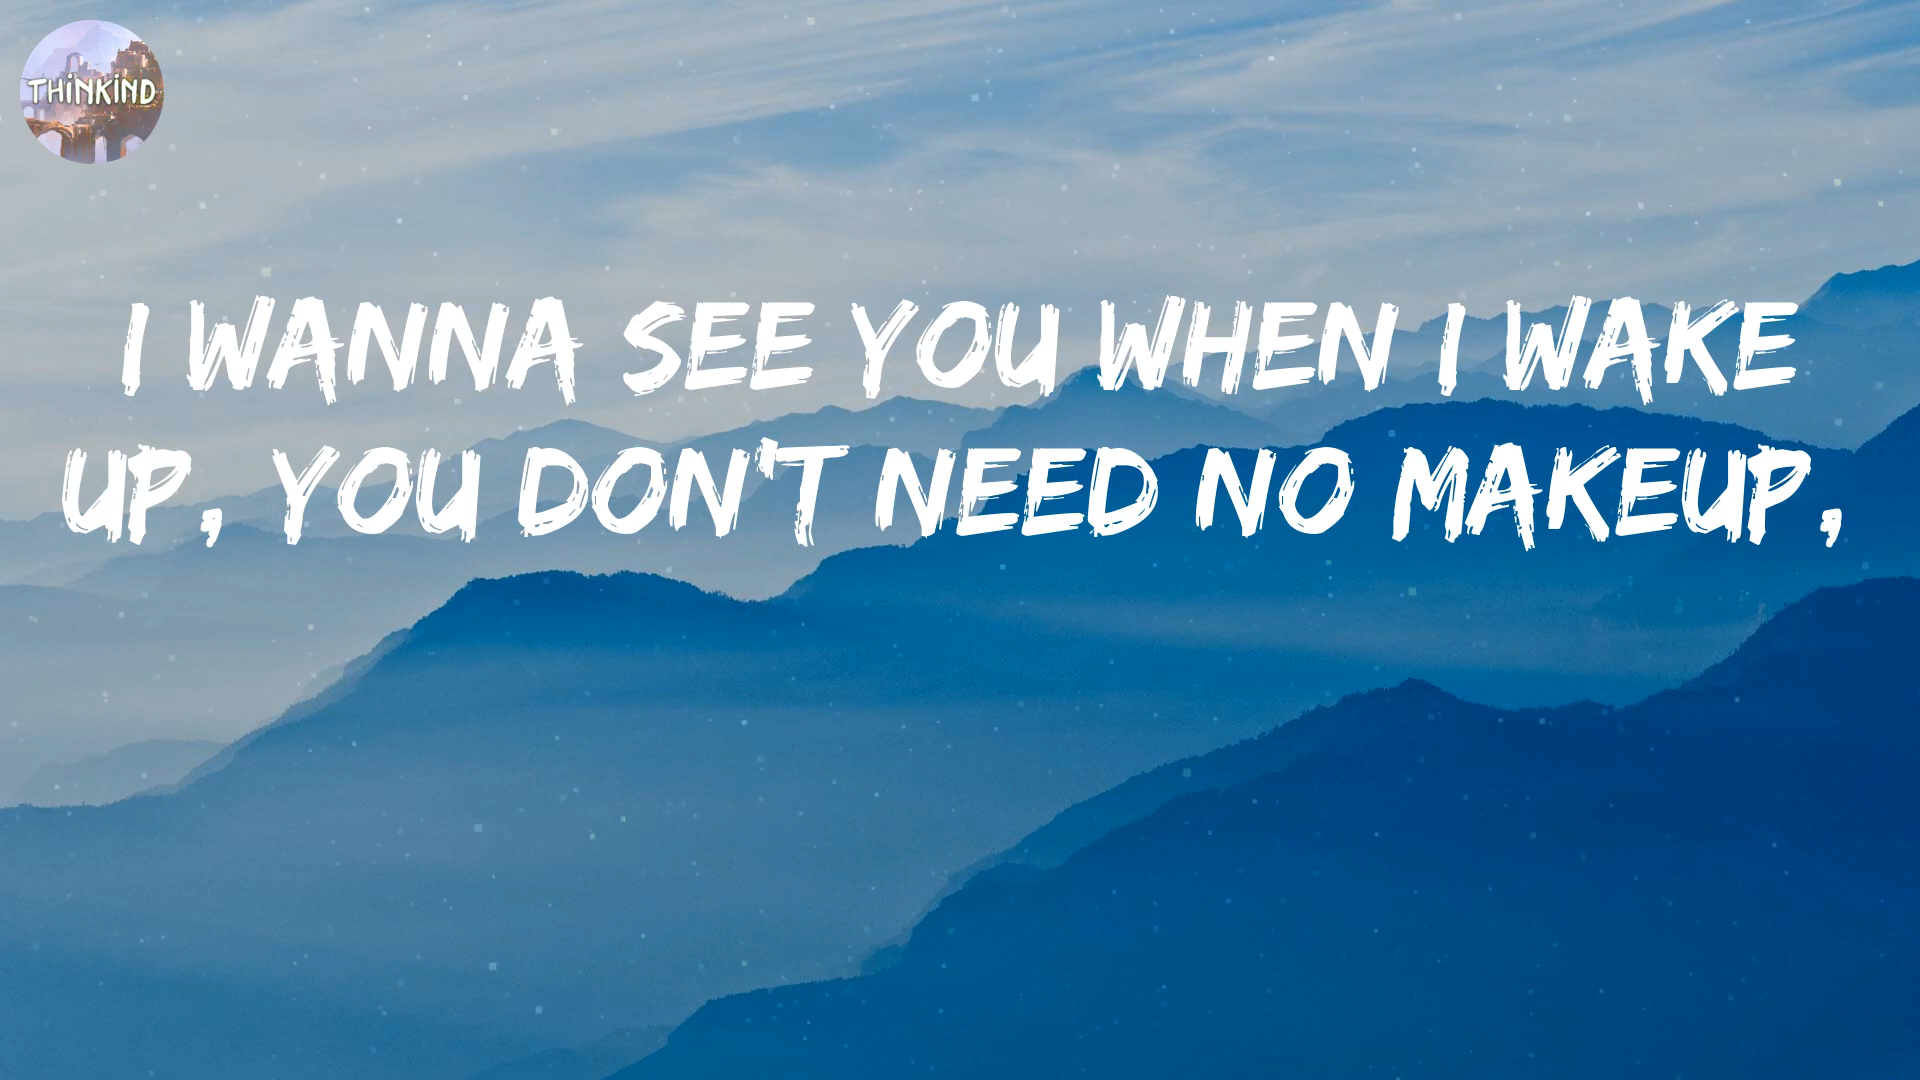 THINKIND
I WANNA SEE YOU WHEN I WAKE
UP, YOU DON'T NEED NO MAKEUP,